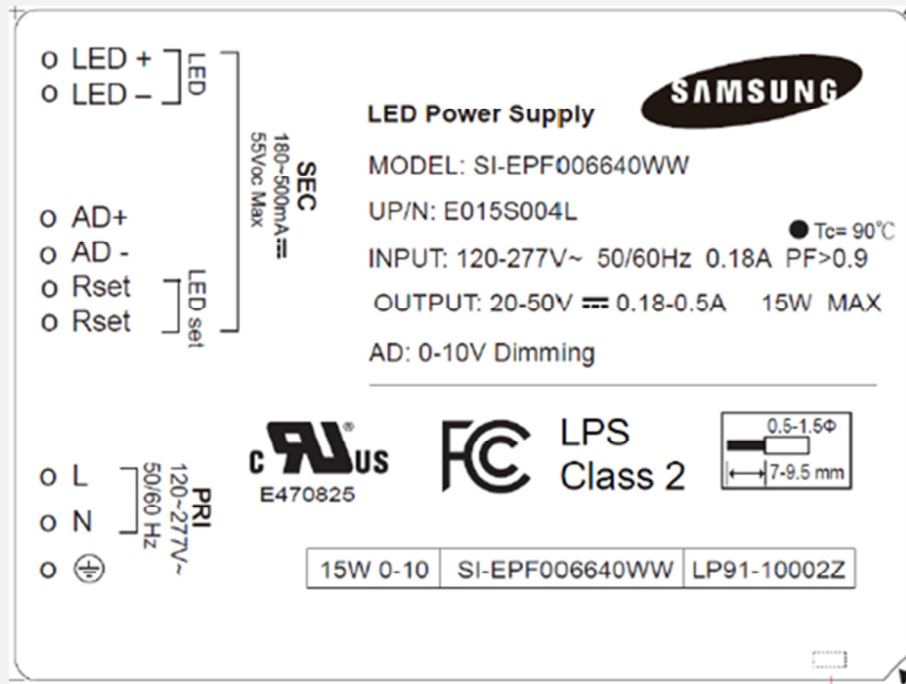 LED +
LED –
LED
AD+
AD -
Rset
Rset
LED set
SEC
180~500mA⎓
55Voc Max
SAMSUNG
LED Power Supply
MODEL: SI-EPF006640WW
UP/N: E015S004L
Tc= 90℃
INPUT: 120-277V~ 50/60Hz 0.18A PF>0.9
OUTPUT: 20-50V ⎓ 0.18-0.5A 15W MAX
AD: 0-10V Dimming
L
N
PRI
120~277V~
50/60 Hz
C RU US ®
E470825
FC
LPS
Class 2
0.5-1.5Φ
7-9.5 mm
15W 0-10 SI-EPF006640WW LP91-10002Z